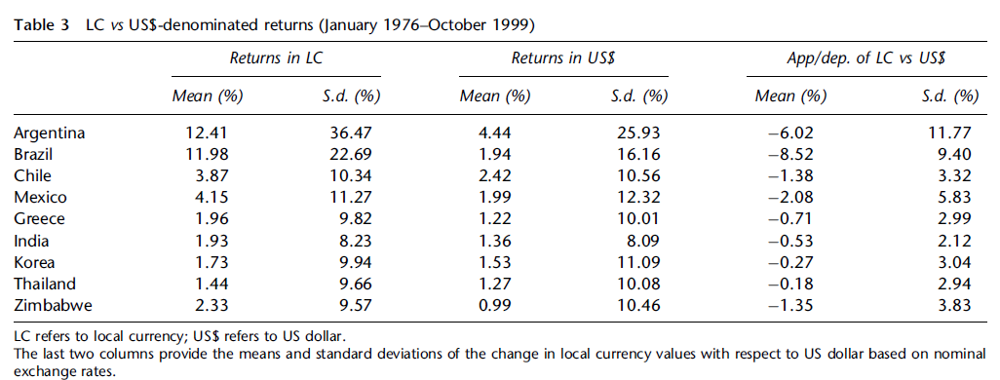 Table 3 LC vs US$-denominated returns (January 1976–October 1999)
Returns in LC Returns in US$ App/dep. of LC vs US$
Mean (%) S.d. (%) Mean (%) S.d. (%) Mean (%) S.d. (%)
Argentina 12.41 36.47 4.44 25.93 −6.02 11.77
Brazil 11.98 22.69 1.94 16.16 −8.52 9.40
Chile 3.87 10.34 2.42 10.56 −1.38 3.32
Mexico 4.15 11.27 1.99 12.32 −2.08 5.83
Greece 1.96 9.82 1.22 10.01 −0.71 2.99
India 1.93 8.23 1.36 8.09 −0.53 2.12
Korea 1.73 9.94 1.53 11.09 −0.27 3.04
Thailand 1.44 9.66 1.27 10.08 −0.18 2.94
Zimbabwe 2.33 9.57 0.99 10.46 −1.35 3.83
LC refers to local currency; US$ refers to US dollar.
The last two columns provide the means and standard deviations of the change in local currency values with respect to US dollar based on nominal
exchange rates.